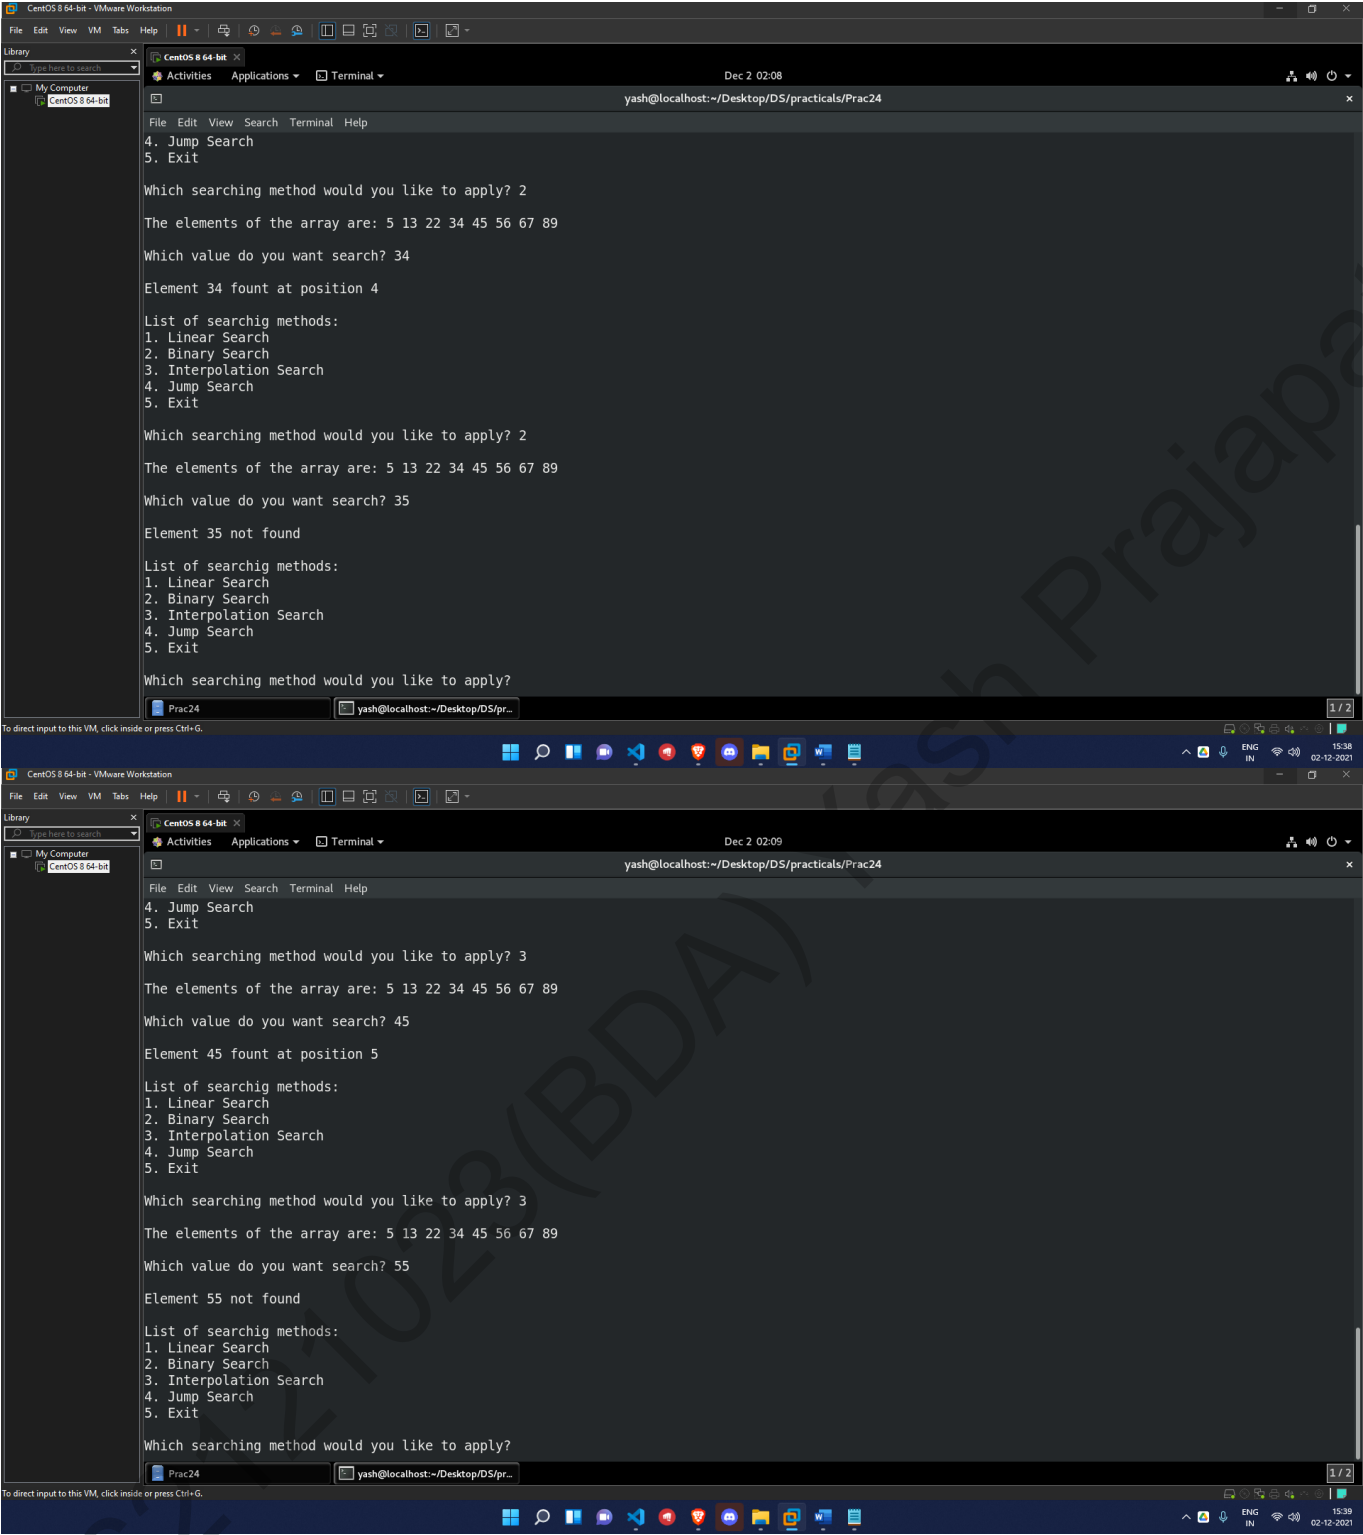 CentOS 8 64-bit - VMware Workstation
File Edit View VM Tabs Help
Library
Type here to search
CentOS 8 64-bit
My Computer
CentOS 8 64-bit
Activities Applications Terminal Dec 2 02:08
yash@localhost:~/Desktop/DS/practicals/Prac24
File Edit View Search Terminal Help
4. Jump Search
5. Exit
Which searching method would you like to apply? 2
The elements of the array are: 5 13 22 34 45 56 67 89
Which value do you want search? 34
Element 34 fount at position 4
List of searchig methods:
1. Linear Search
2. Binary Search
3. Interpolation Search
4. Jump Search
5. Exit
Which searching method would you like to apply? 2
The elements of the array are: 5 13 22 34 45 56 67 89
Which value do you want search? 35
Element 35 not found
List of searchig methods:
1. Linear Search
2. Binary Search
3. Interpolation Search
4. Jump Search
5. Exit
Which searching method would you like to apply?
Prac24 yash@localhost:~/Desktop/DS/pr... 1 / 2
To direct input to this VM, click inside or press Ctrl+G.
ENG IN 15:38 02-12-2021
CentOS 8 64-bit - VMware Workstation
File Edit View VM Tabs Help
Library
Type here to search
CentOS 8 64-bit
My Computer
CentOS 8 64-bit
Activities Applications Terminal Dec 2 02:09
yash@localhost:~/Desktop/DS/practicals/Prac24
File Edit View Search Terminal Help
4. Jump Search
5. Exit
Which searching method would you like to apply? 3
The elements of the array are: 5 13 22 34 45 56 67 89
Which value do you want search? 45
Element 45 fount at position 5
List of searchig methods:
1. Linear Search
2. Binary Search
3. Interpolation Search
4. Jump Search
5. Exit
Which searching method would you like to apply? 3
The elements of the array are: 5 13 22 34 45 56 67 89
Which value do you want search? 55
Element 55 not found
List of searchig methods:
1. Linear Search
2. Binary Search
3. Interpolation Search
4. Jump Search
5. Exit
Which searching method would you like to apply?
Prac24 yash@localhost:~/Desktop/DS/pr... 1 / 2
To direct input to this VM, click inside or press Ctrl+G.
ENG IN 15:39 02-12-2021